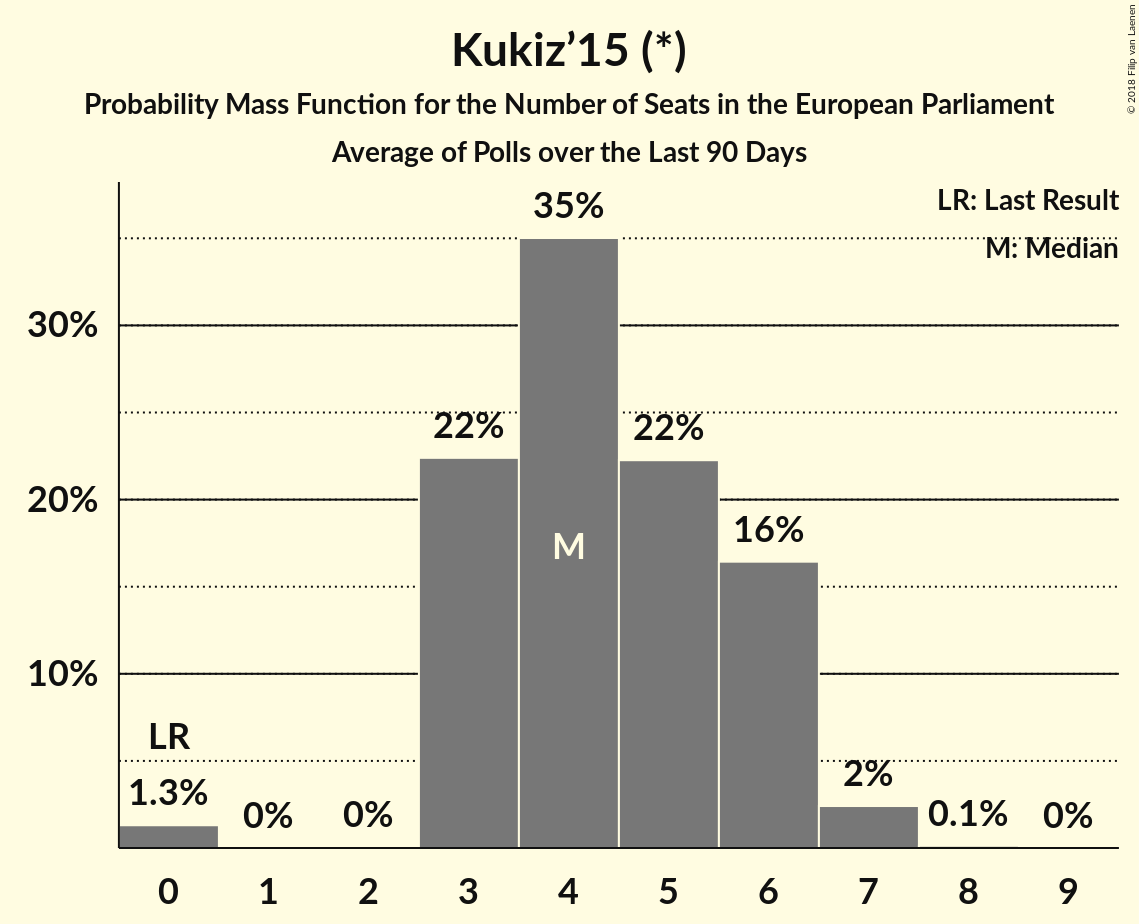 Kukiz’15 (*)
Probability Mass Function for the Number of Seats in the European Parliament
Average of Polls over the Last 90 Days
© 2018 Filip van Laenen
LR: Last Result
M: Median
35%
30%
22%
22%
20%
16%
M
10%
LR
1.3%
0%
0%
2%
0.1%
0%
0 1 2 3 4 5 6 7 8 9